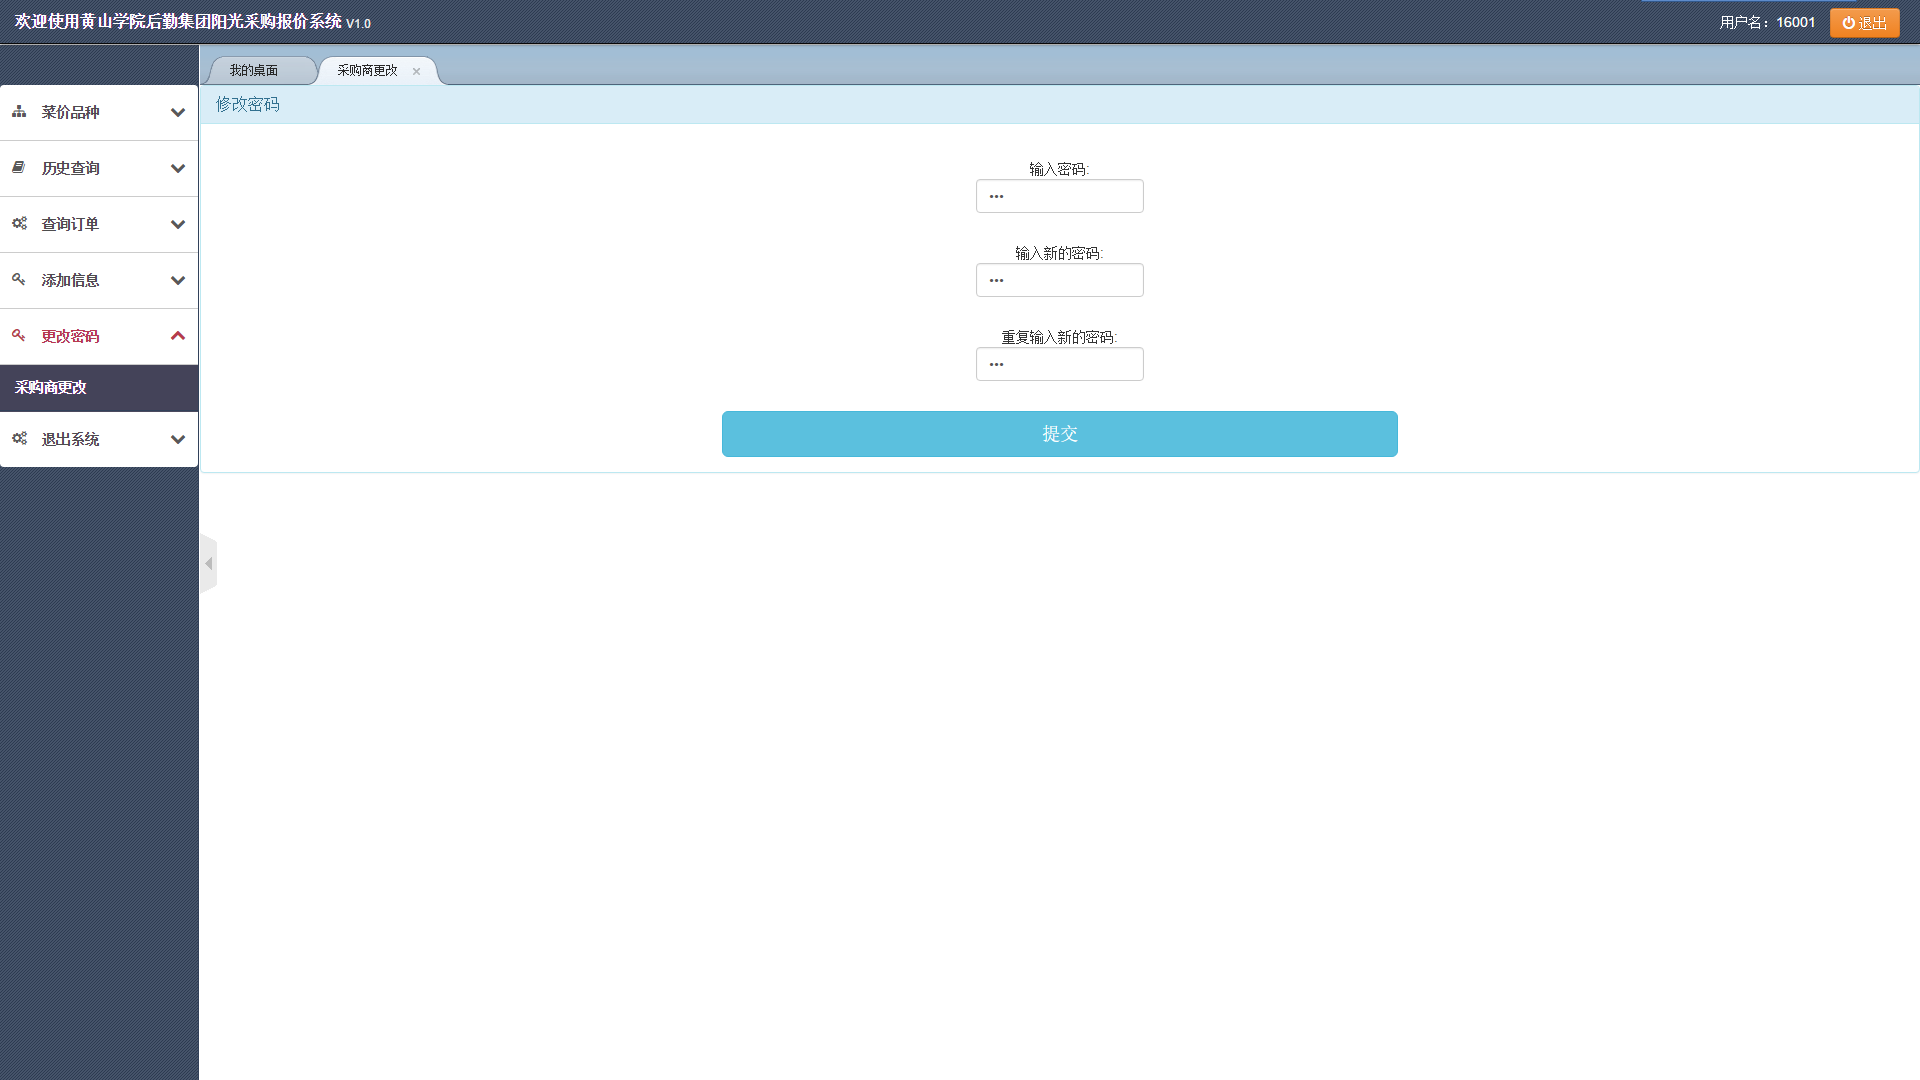 欢迎使用黄山学院后勤集团阳光采购报价系统 V1.0
用户名：16001
退出
我的桌面
采购商更改
修改密码
菜价品种
历史查询
查询订单
添加信息
更改密码
采购商更改
退出系统
输入密码:
•••
输入新的密码:
•••
重复输入新的密码:
•••
提交